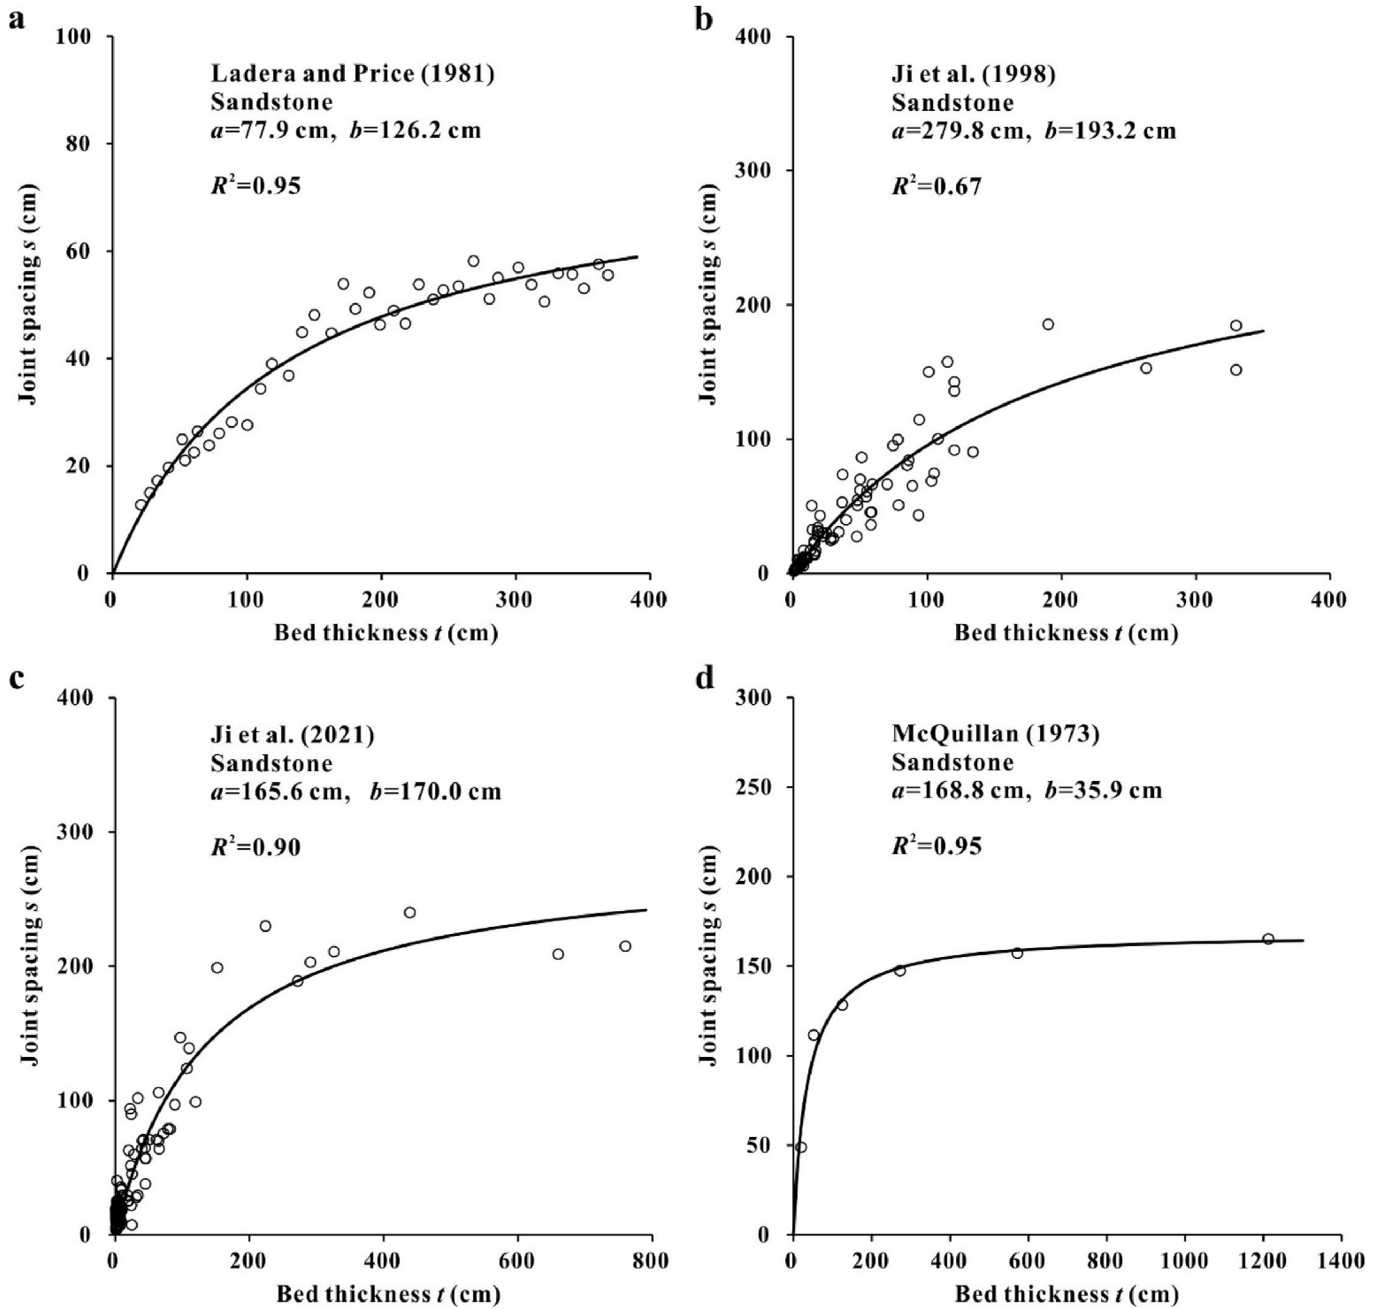 a
Ladera and Price (1981)
Sandstone
a=77.9 cm, b=126.2 cm
R²=0.95
100
80
60
40
20
0
0 100 200 300 400
Joint spacing s (cm)
Bed thickness t (cm)
b
Ji et al. (1998)
Sandstone
a=279.8 cm, b=193.2 cm
R²=0.67
400
300
200
100
0
0 100 200 300 400
Joint spacing s (cm)
Bed thickness t (cm)
c
Ji et al. (2021)
Sandstone
a=165.6 cm, b=170.0 cm
R²=0.90
400
300
200
100
0
0 200 400 600 800
Joint spacing s (cm)
Bed thickness t (cm)
d
McQuillan (1973)
Sandstone
a=168.8 cm, b=35.9 cm
R²=0.95
300
250
200
150
100
50
0
0 200 400 600 800 1000 1200 1400
Joint spacing s (cm)
Bed thickness t (cm)